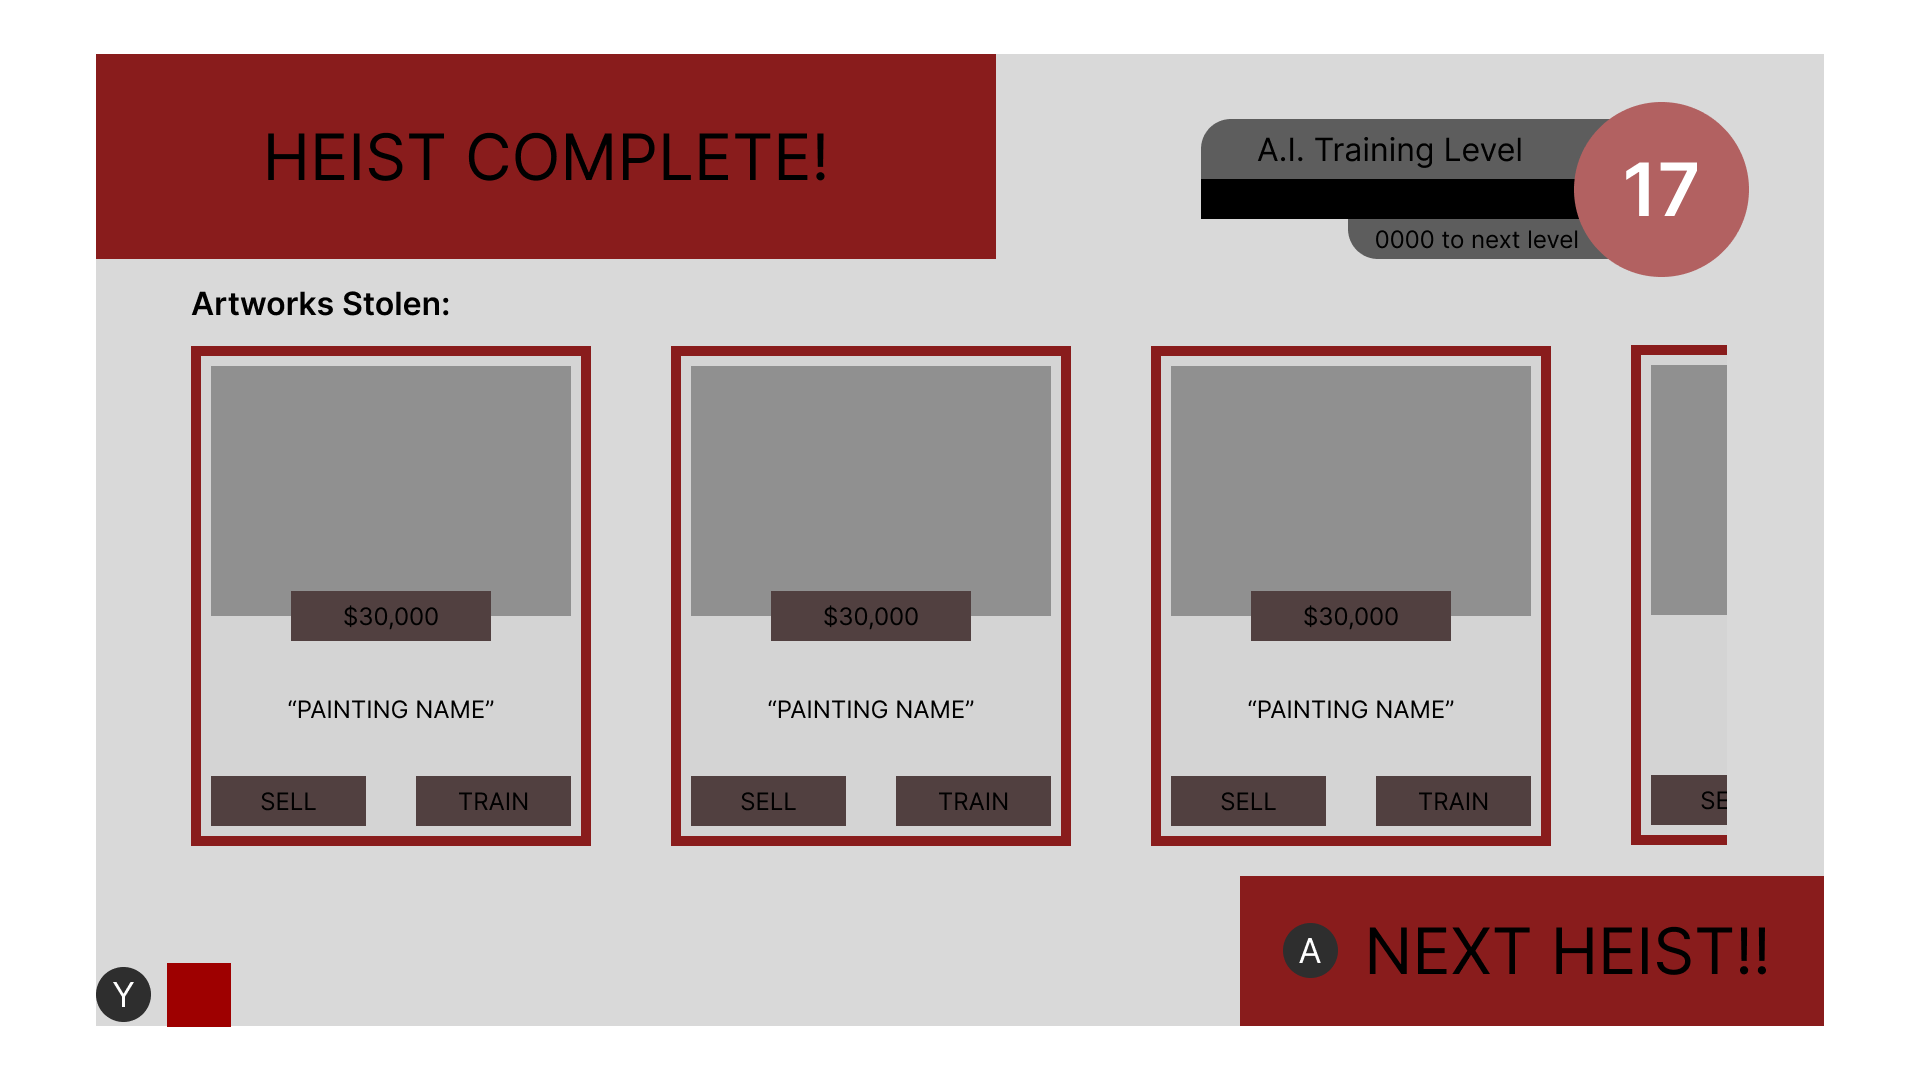 HEIST COMPLETE!
A.I. Training Level
17
0000 to next level
Artworks Stolen:
$30,000
$30,000
$30,000
“PAINTING NAME”
“PAINTING NAME”
“PAINTING NAME”
SELL
TRAIN
SELL
TRAIN
SELL
TRAIN
SE
A
NEXT HEIST!!
Y